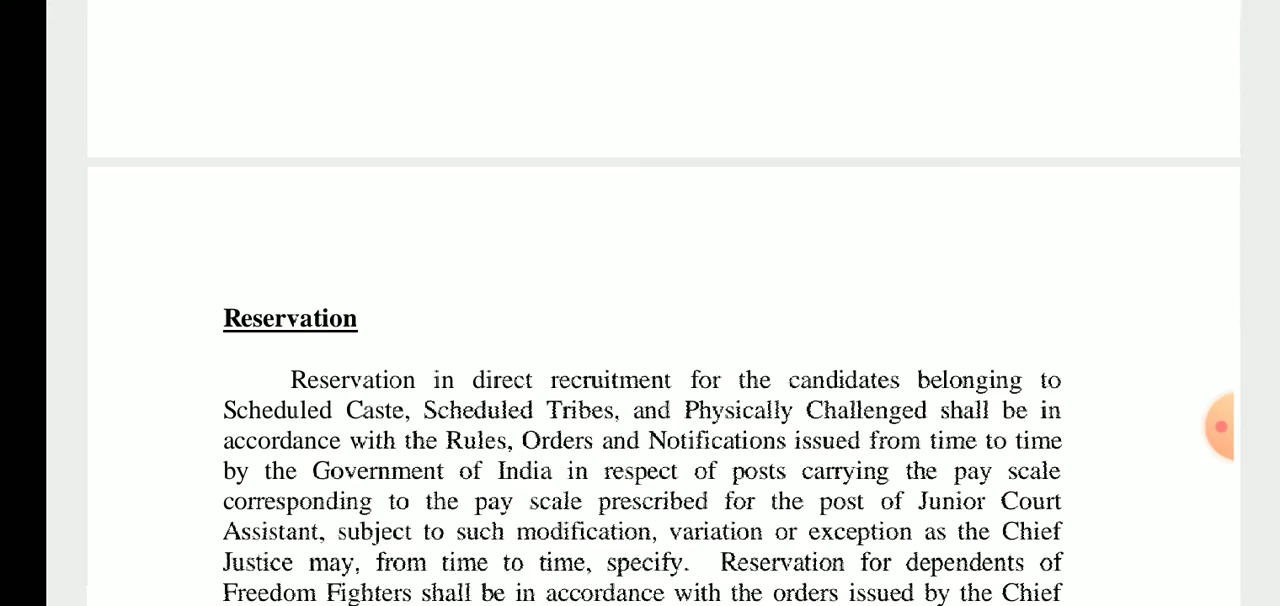 Reservation
Reservation in direct recruitment for the candidates belonging to
Scheduled Caste, Scheduled Tribes, and Physically Challenged shall be in
accordance with the Rules, Orders and Notifications issued from time to time
by the Government of India in respect of posts carrying the pay scale
corresponding to the pay scale prescribed for the post of Junior Court
Assistant, subject to such modification, variation or exception as the Chief
Justice may, from time to time, specify. Reservation for dependents of
Freedom Fighters shall be in accordance with the orders issued by the Chief